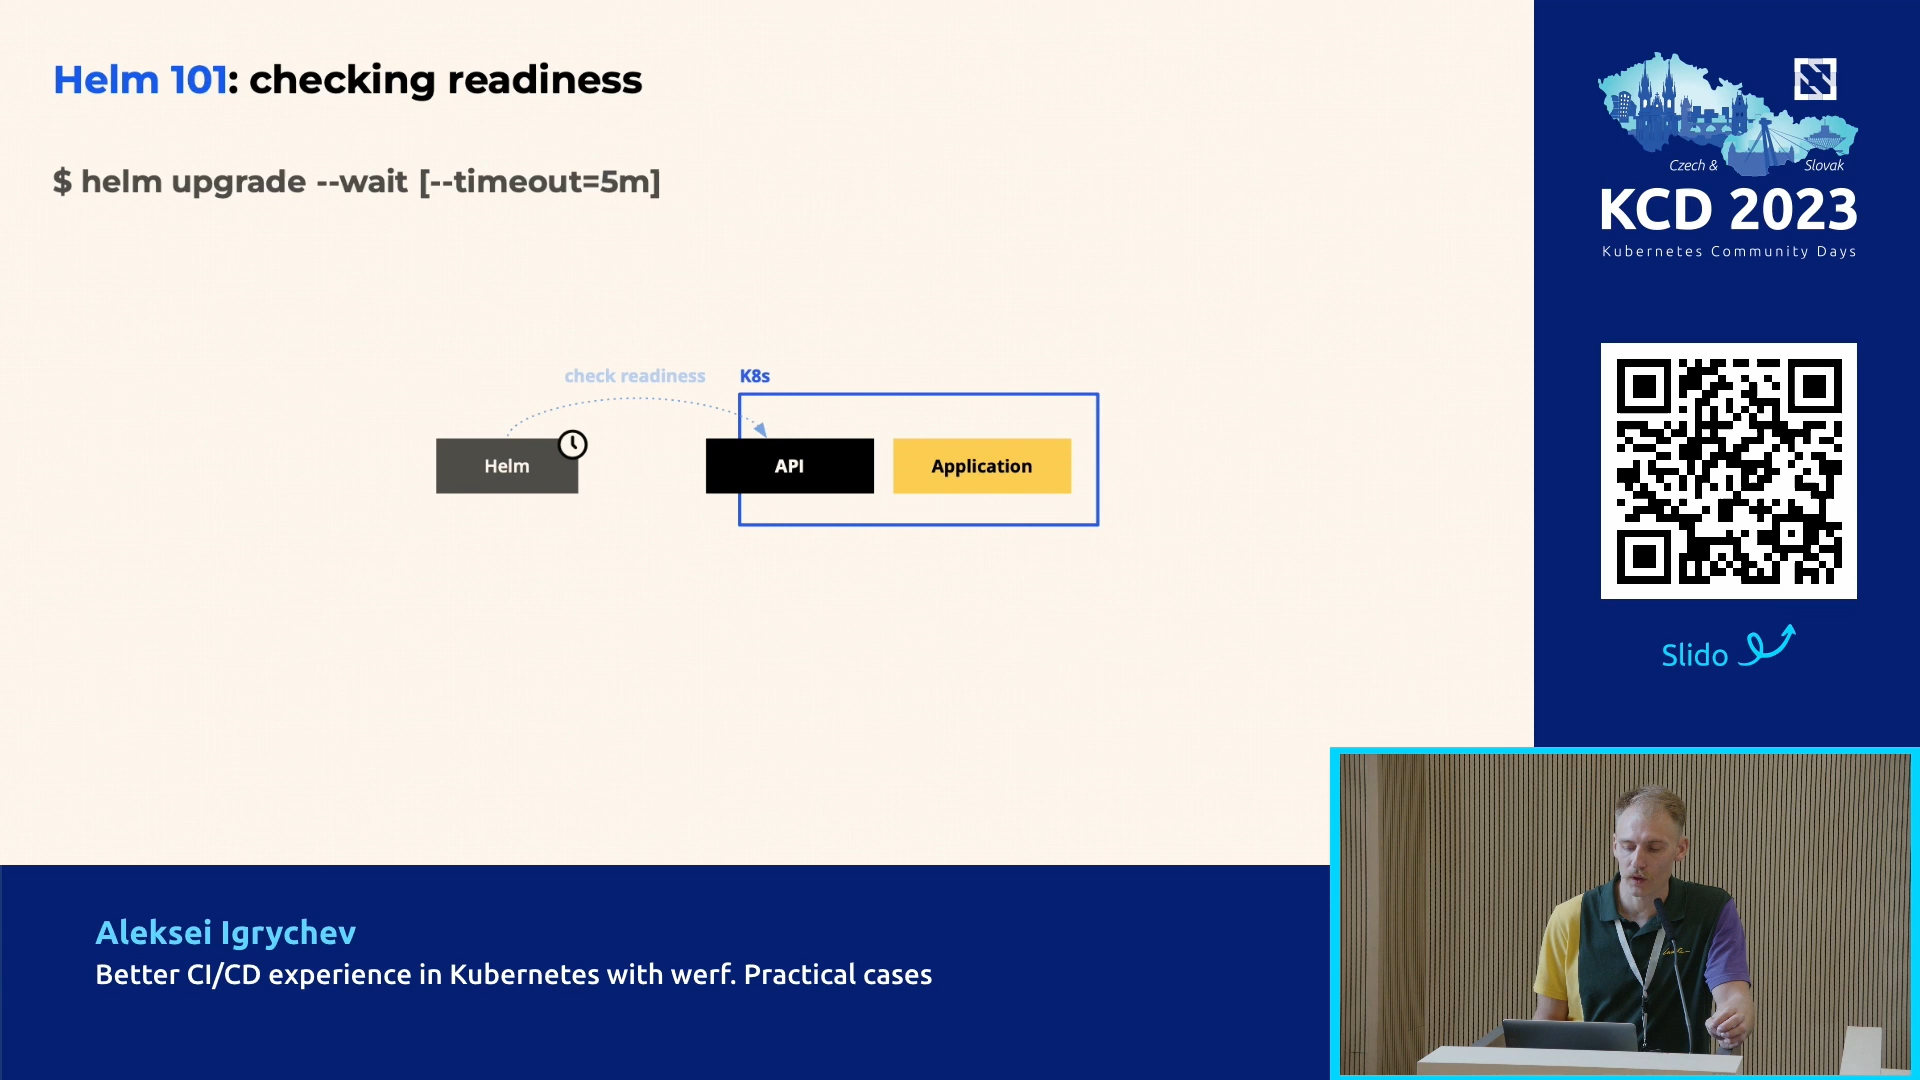 Helm 101: checking readiness
$ helm upgrade --wait [--timeout=5m]
check readiness
K8s
Helm
API
Application
Czech & Slovak
KCD 2023
Kubernetes Community Days
Slido
Aleksei Igrychev
Better CI/CD experience in Kubernetes with werf. Practical cases